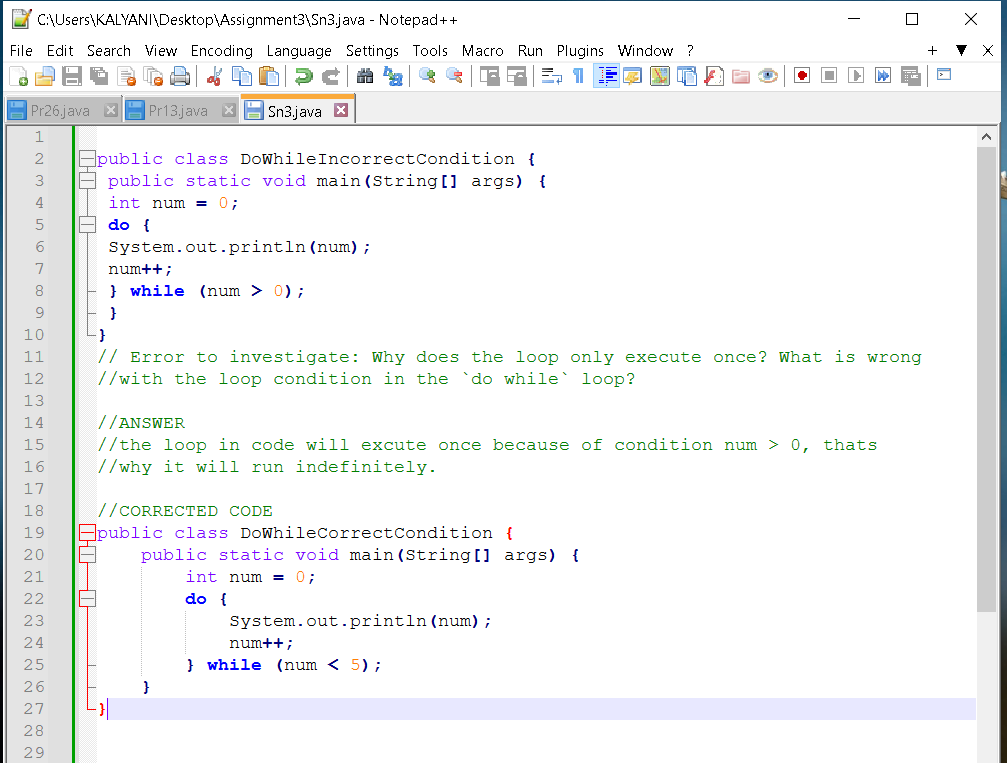 C:\Users\KALYANI\Desktop\Assignment3\Sn3.java - Notepad++
File Edit Search View Encoding Language Settings Tools Macro Run Plugins Window ?
Pr26.java Pr13.java Sn3.java
1
2 public class DoWhileIncorrectCondition {
3 public static void main(String[] args) {
4 int num = 0;
5 do {
6 System.out.println(num);
7 num++;
8 } while (num > 0);
9 }
10 }
11 // Error to investigate: Why does the loop only execute once? What is wrong
12 //with the loop condition in the `do while` loop?
13
14 //ANSWER
15 //the loop in code will excute once because of condition num > 0, thats
16 //why it will run indefinitely.
17
18 //CORRECTED CODE
19 public class DoWhileCorrectCondition {
20 public static void main(String[] args) {
21 int num = 0;
22 do {
23 System.out.println(num);
24 num++;
25 } while (num < 5);
26 }
27 }
28
29